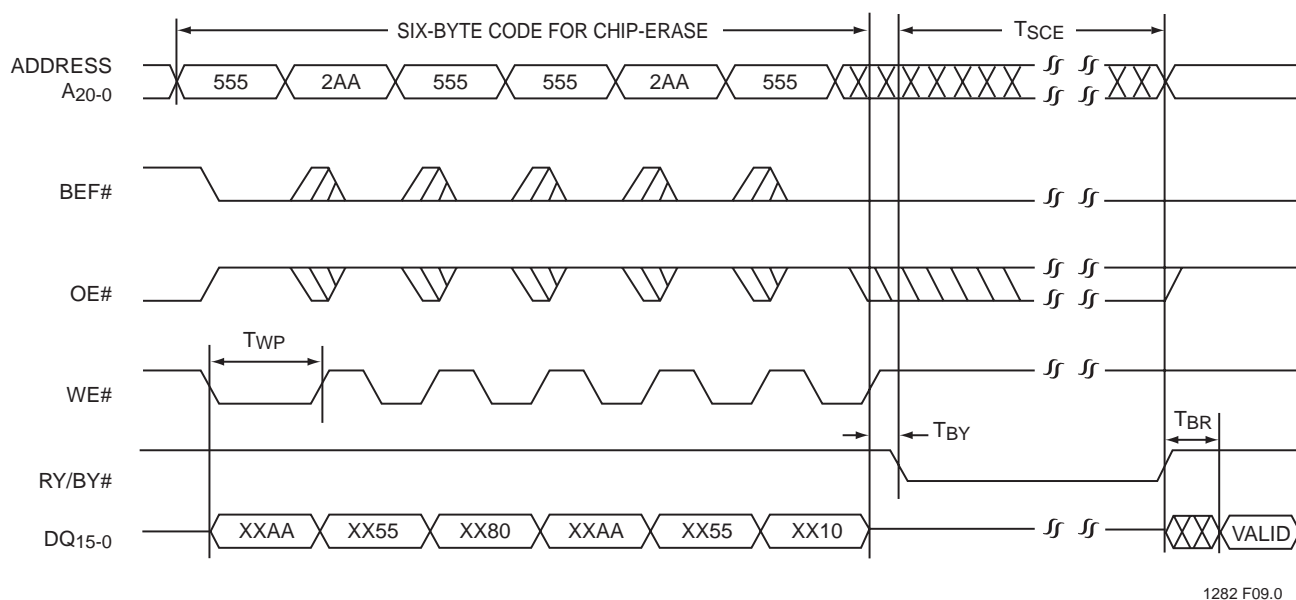 SIX-BYTE CODE FOR CHIP-ERASE
TSCE
ADDRESS
A20-0
555 2AA 555 555 2AA 555
BEF#
OE#
TWP
WE#
TBY
TBR
RY/BY#
DQ15-0
XXAA XX55 XX80 XXAA XX55 XX10 VALID
1282 F09.0